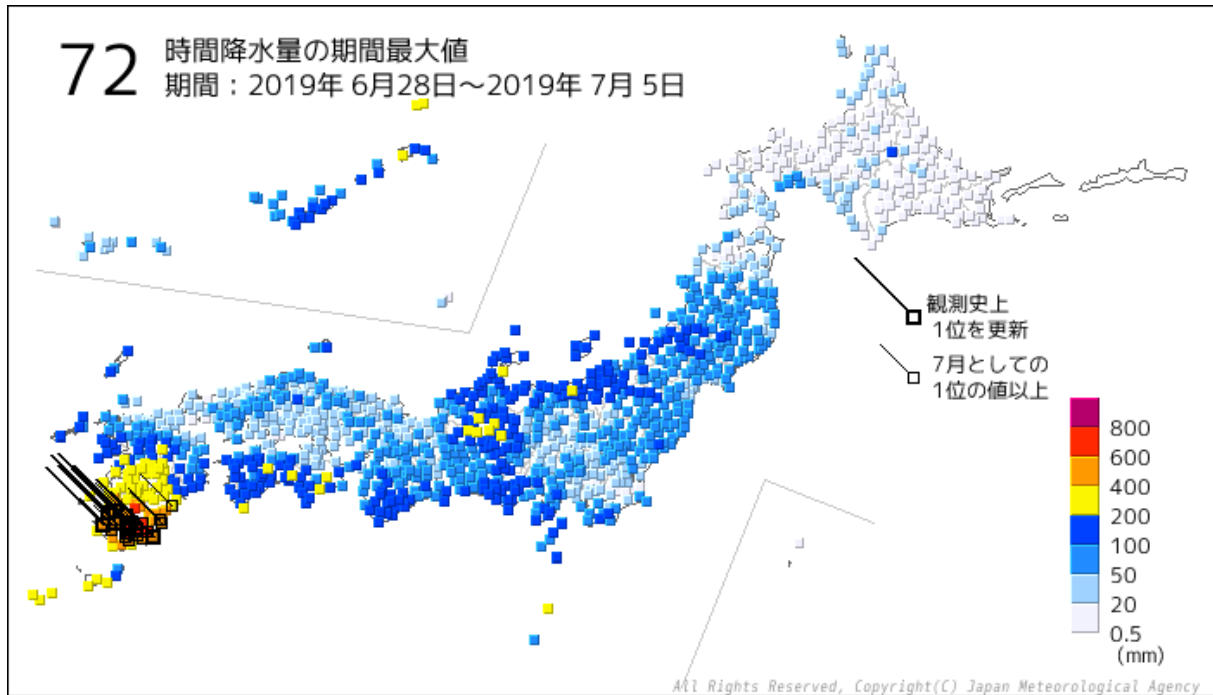 72 時間降水量の期間最大値
期間：2019年 6月28日～2019年 7月 5日
観測史上
1位を更新
7月としての
1位の値以上
800
600
400
200
100
50
20
0.5
(mm)
All Rights Reserved, Copyright(C) Japan Meteorological Agency